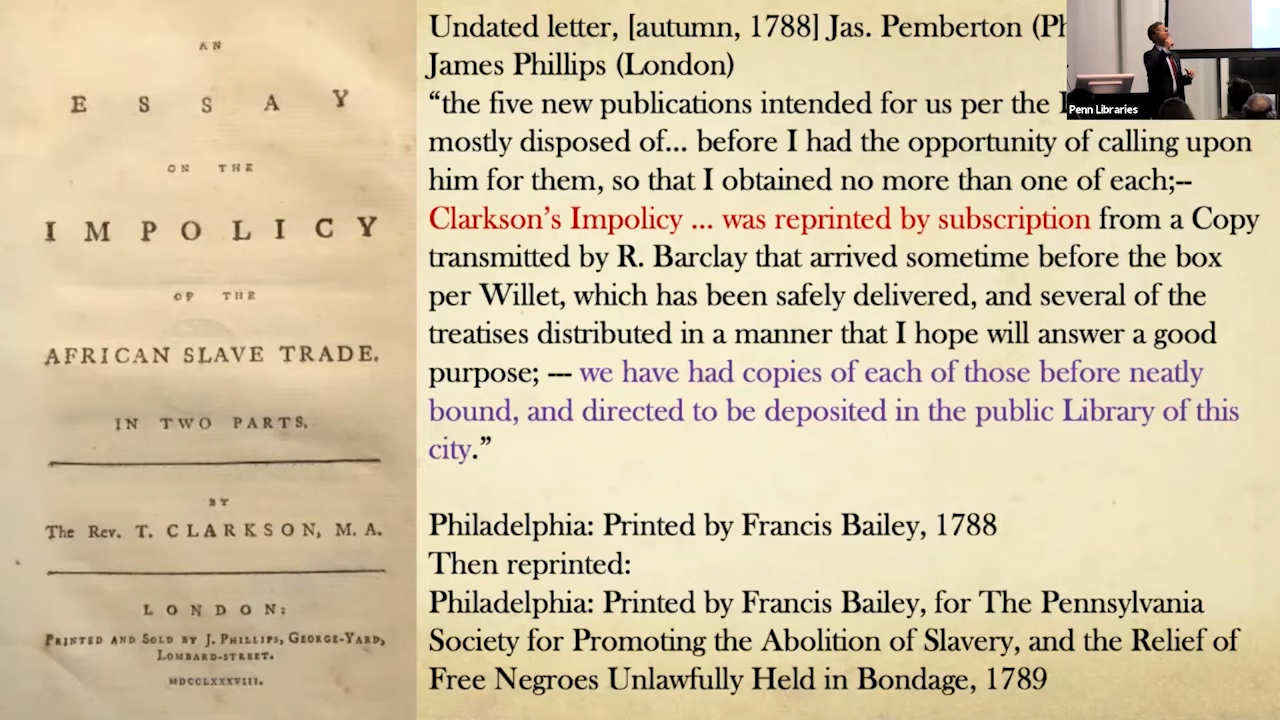 AN
ESSAY
ON THE
IMPOLICY
OF THE
AFRICAN SLAVE TRADE.
IN TWO PARTS.
BY
The Rev. T. CLARKSON, M. A.
LONDON:
PRINTED AND SOLD BY J. PHILLIPS, GEORGE-YARD,
LOMBARD-STREET.
MDCCLXXXVIII.
Undated letter, [autumn, 1788] Jas. Pemberton
James Phillips (London)
“the five new publications intended for us per the
mostly disposed of... before I had the opportunity of calling upon
him for them, so that I obtained no more than one of each;--
Clarkson’s Impolicy ... was reprinted by subscription from a Copy
transmitted by R. Barclay that arrived sometime before the box
per Willet, which has been safely delivered, and several of the
treatises distributed in a manner that I hope will answer a good
purpose; --- we have had copies of each of those before neatly
bound, and directed to be deposited in the public Library of this
city.”
Philadelphia: Printed by Francis Bailey, 1788
Then reprinted:
Philadelphia: Printed by Francis Bailey, for The Pennsylvania
Society for Promoting the Abolition of Slavery, and the Relief of
Free Negroes Unlawfully Held in Bondage, 1789
Penn Libraries